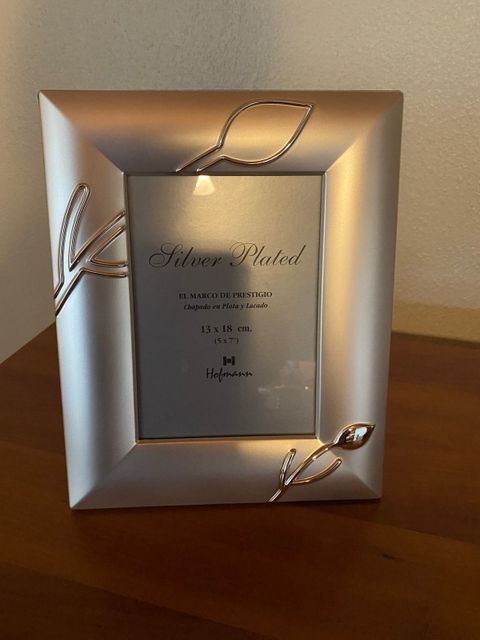 Silver Plated
EL MARCO DE PRESTIGIO
Chapado en Plata y Lacado
13 x 18 cm.
(5 x 7")
Hofmann